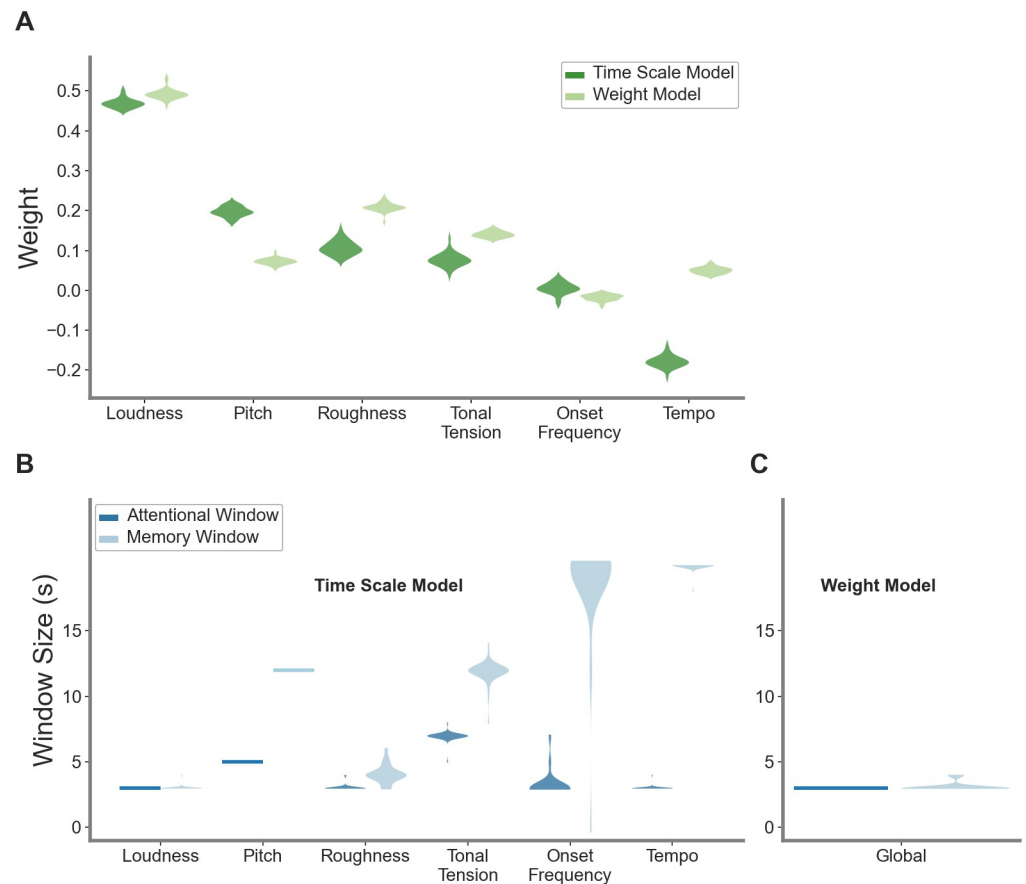 A
Weight
0.5
0.4
0.3
0.2
0.1
0.0
−0.1
−0.2
Time Scale Model
Weight Model
Loudness
Pitch
Roughness
Tonal
Tension
Onset
Frequency
Tempo
B
Window Size (s)
15
10
5
0
Attentional Window
Memory Window
Time Scale Model
Loudness
Pitch
Roughness
Tonal
Tension
Onset
Frequency
Tempo
C
15
10
5
0
Weight Model
Global